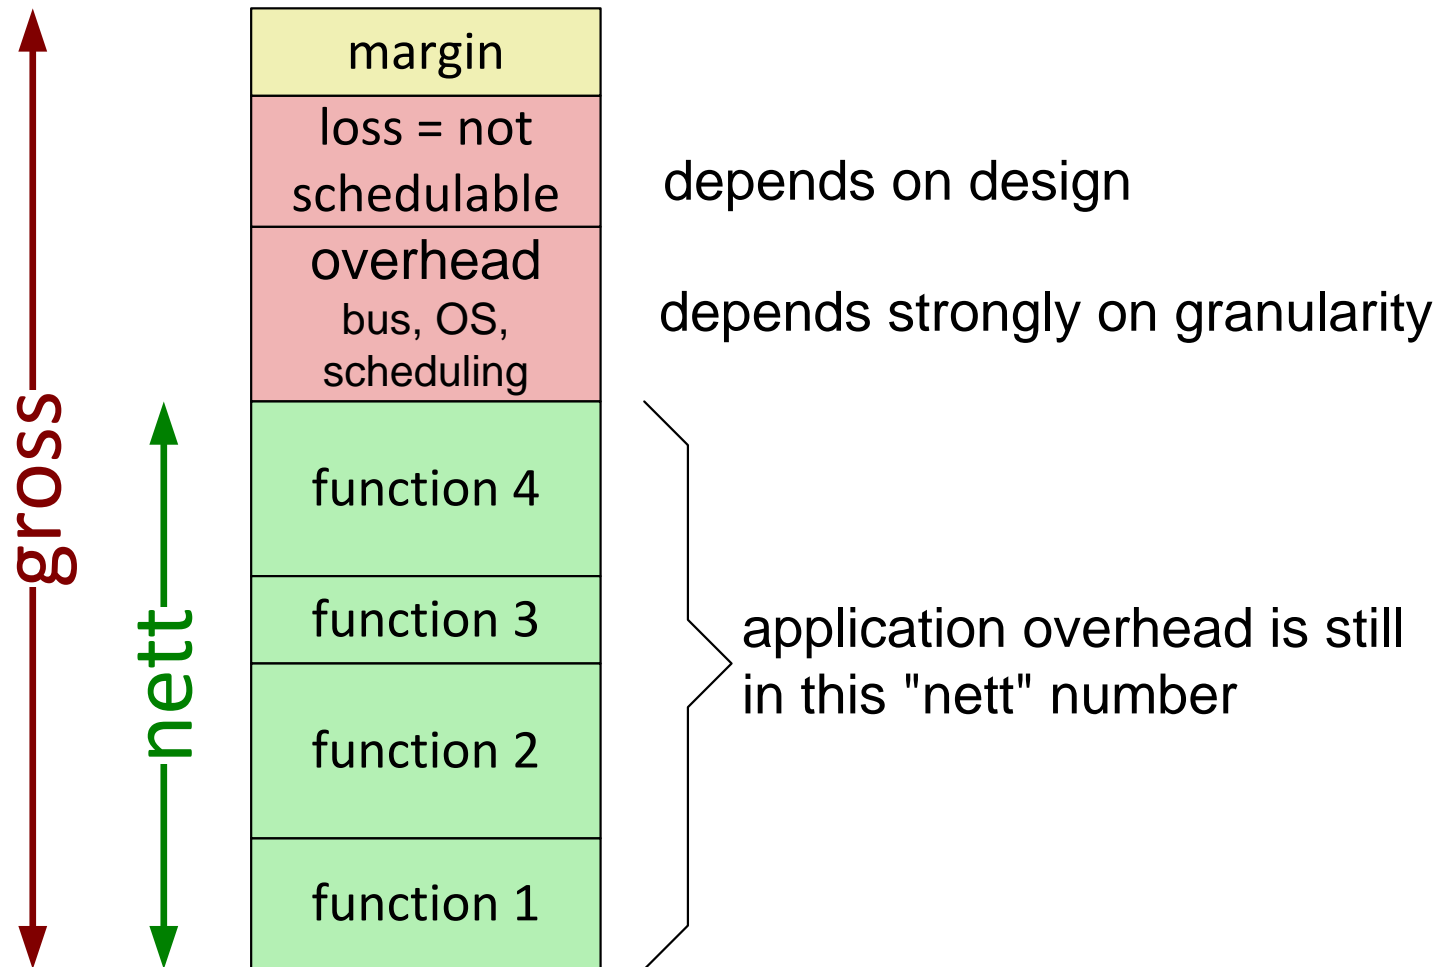 gross
nett
margin
loss = not
schedulable
depends on design
overhead
bus, OS,
scheduling
depends strongly on granularity
function 4
function 3
function 2
function 1
application overhead is still
in this "nett" number